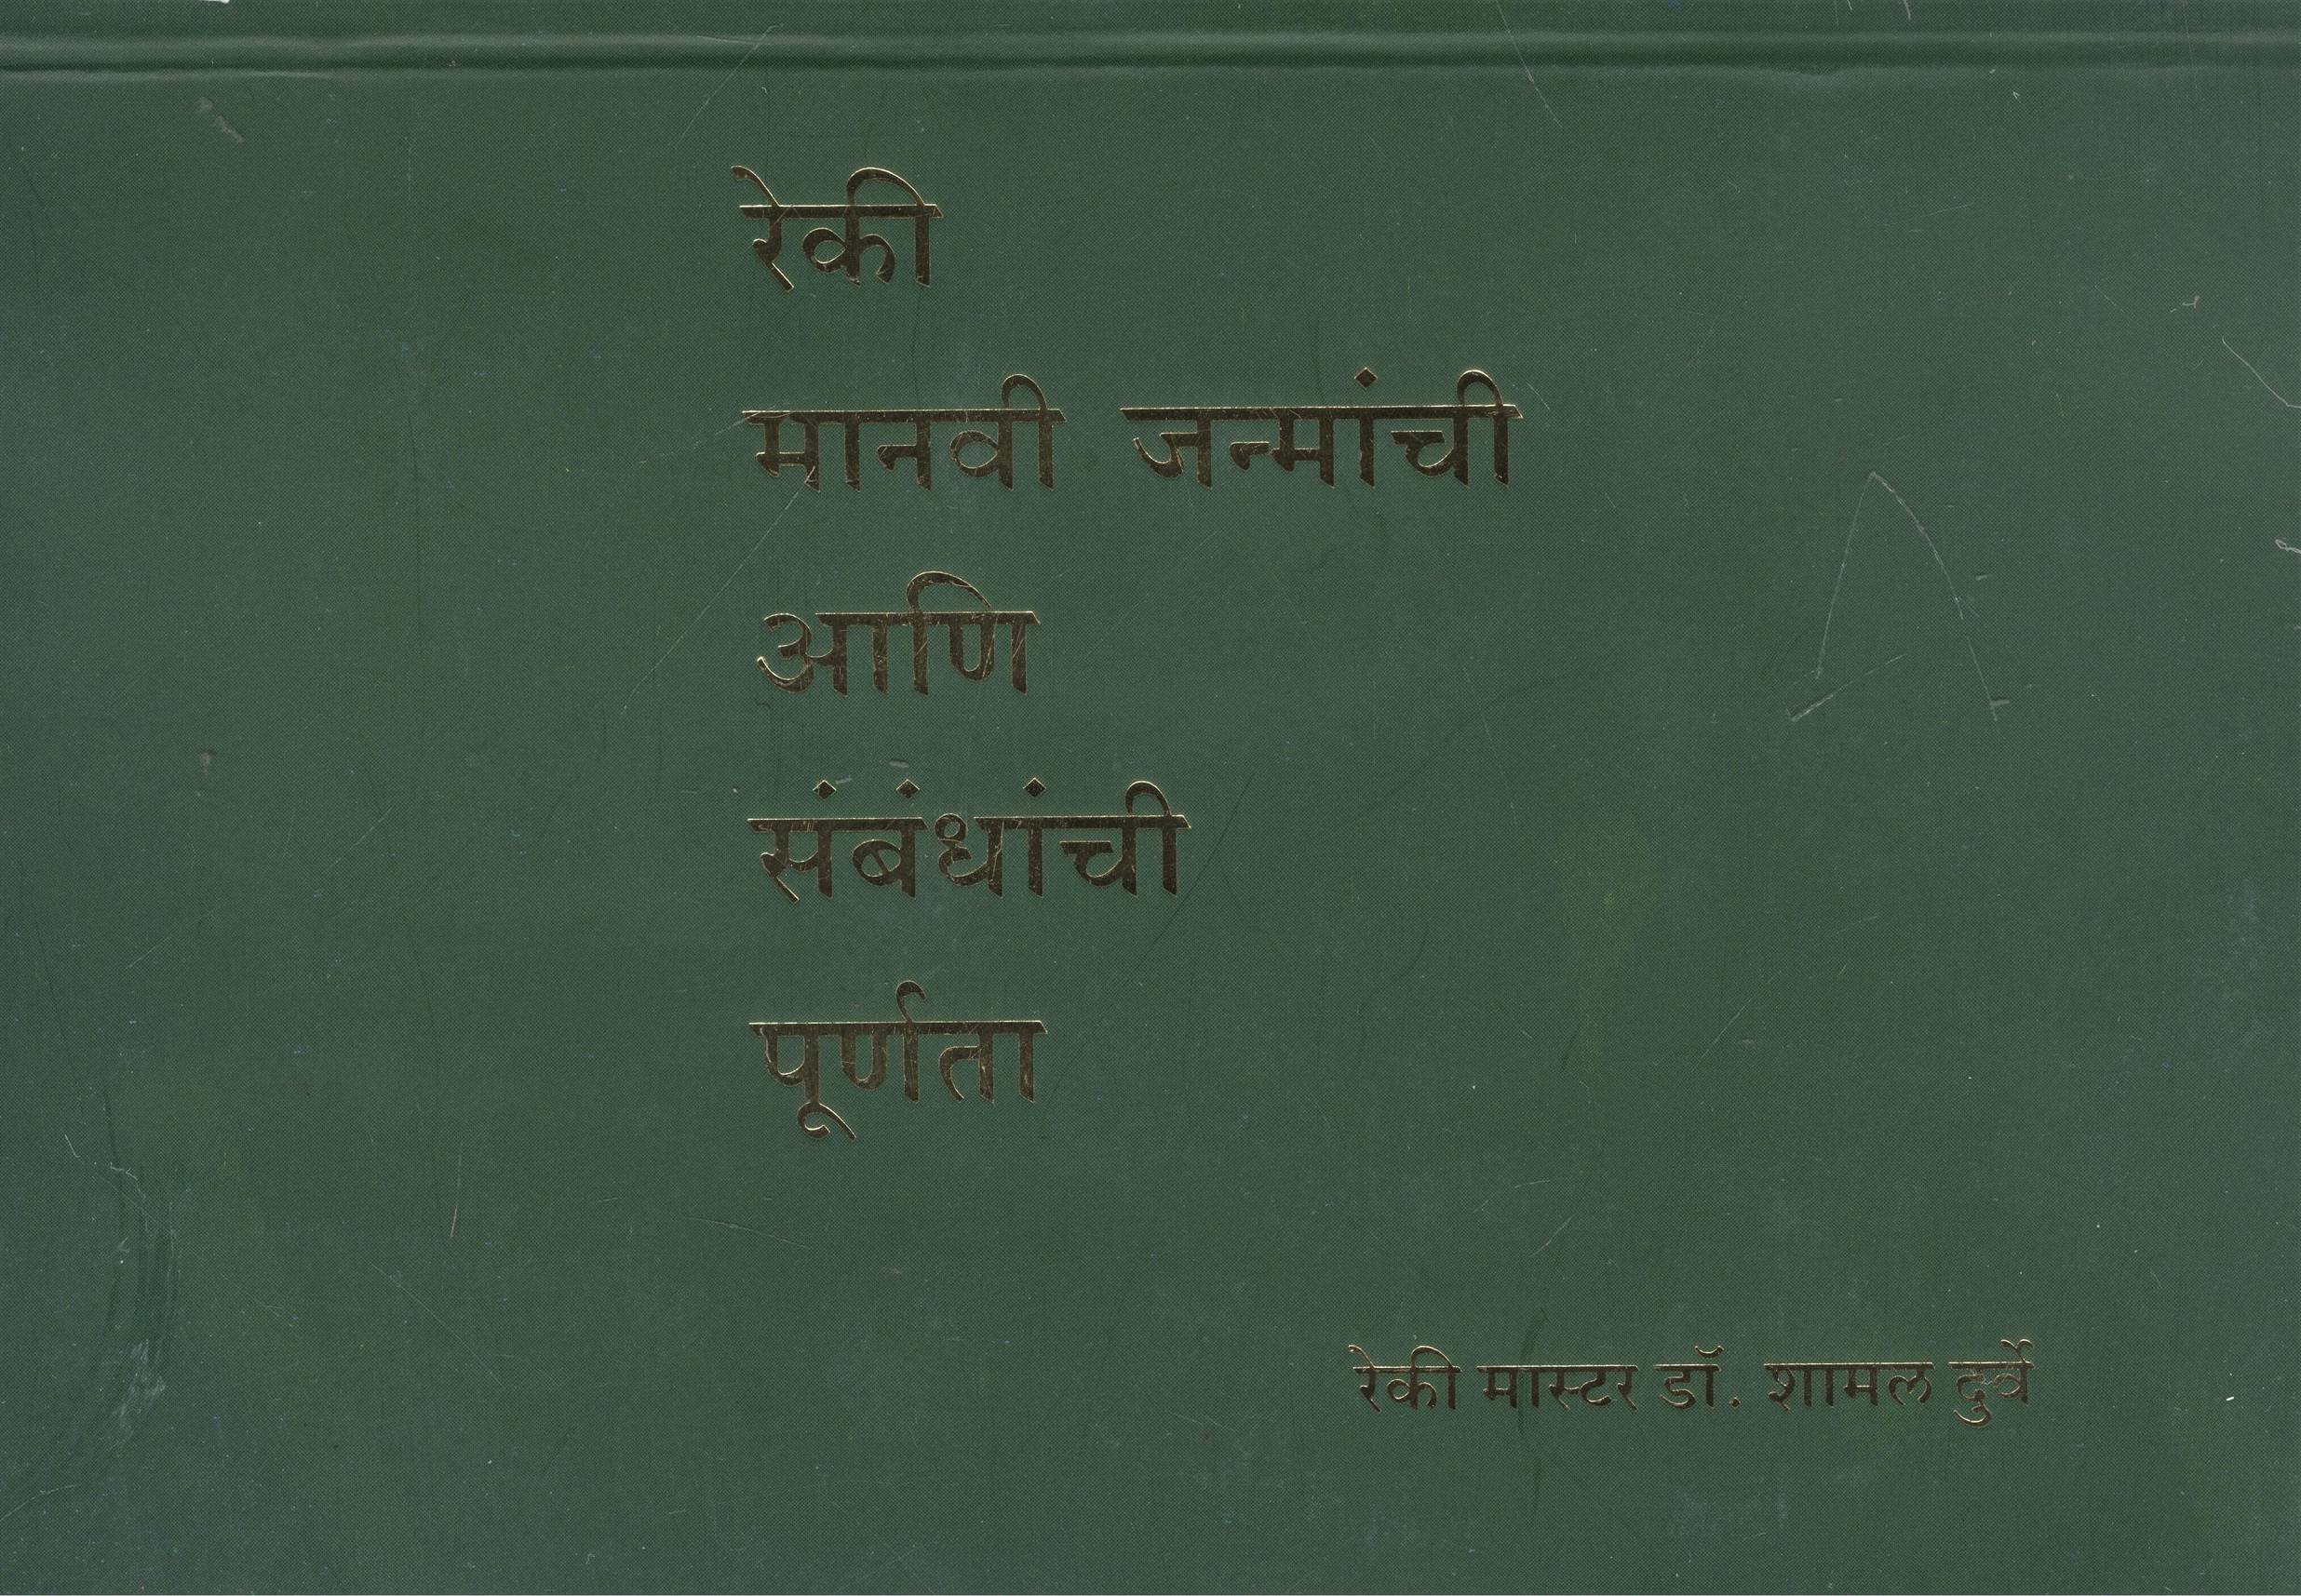 रेकी
मानवी जन्मांची
आणि
संबंधांची
पूर्णता
रेकी मास्टर डॉ. शामल दुर्वे